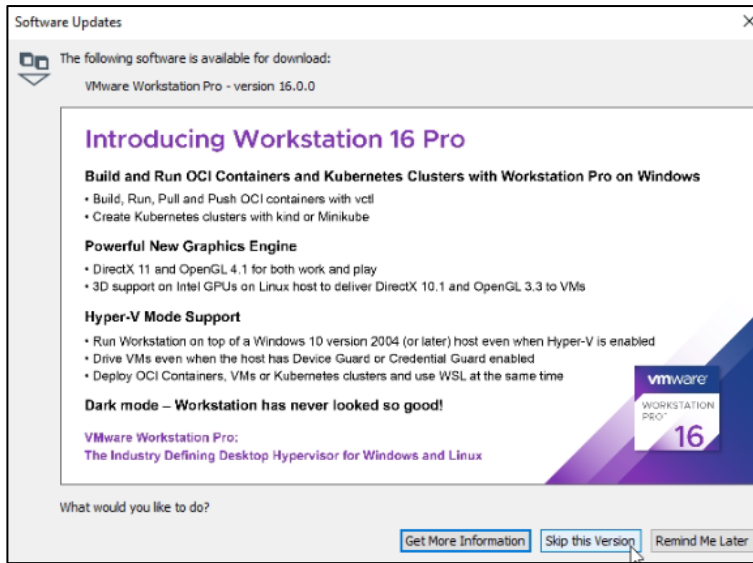 Software Updates
The following software is available for download:
VMware Workstation Pro - version 16.0.0
Introducing Workstation 16 Pro
Build and Run OCI Containers and Kubernetes Clusters with Workstation Pro on Windows
• Build, Run, Pull and Push OCI containers with vctl
• Create Kubernetes clusters with kind or Minikube
Powerful New Graphics Engine
• DirectX 11 and OpenGL 4.1 for both work and play
• 3D support on Intel GPUs on Linux host to deliver DirectX 10.1 and OpenGL 3.3 to VMs
Hyper-V Mode Support
• Run Workstation on top of a Windows 10 version 2004 (or later) host even when Hyper-V is enabled
• Drive VMs even when the host has Device Guard or Credential Guard enabled
• Deploy OCI Containers, VMs or Kubernetes clusters and use WSL at the same time
Dark mode – Workstation has never looked so good!
VMware Workstation Pro:
The Industry Defining Desktop Hypervisor for Windows and Linux
vmware
WORKSTATION
PRO™
16
What would you like to do?
Get More Information
Skip this Version
Remind Me Later